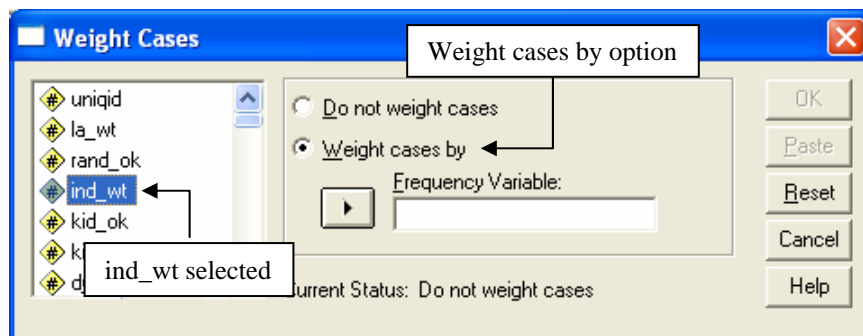 Weight Cases
Weight cases by option
uniqid
la_wt
rand_ok
ind_wt
kid_ok
ind_wt selected
Do not weight cases
Weight cases by
Frequency Variable:
Current Status: Do not weight cases
OK
Paste
Reset
Cancel
Help